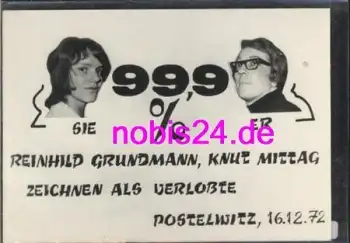 99,9
%
SIE
ER
nobis24.de
REINHILD GRUNDMANN, KNUT MITTAG
ZEICHNEN ALS VERLOBTE
POSTELWITZ, 16.12.72